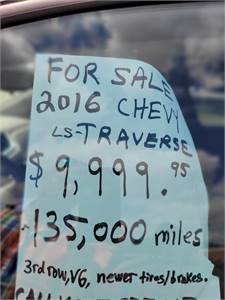 FOR SALE
2016 CHEVY
LS-TRAVERSE
$9,999.95
~135,000 miles
3rd row, V6, newer tires/brakes.